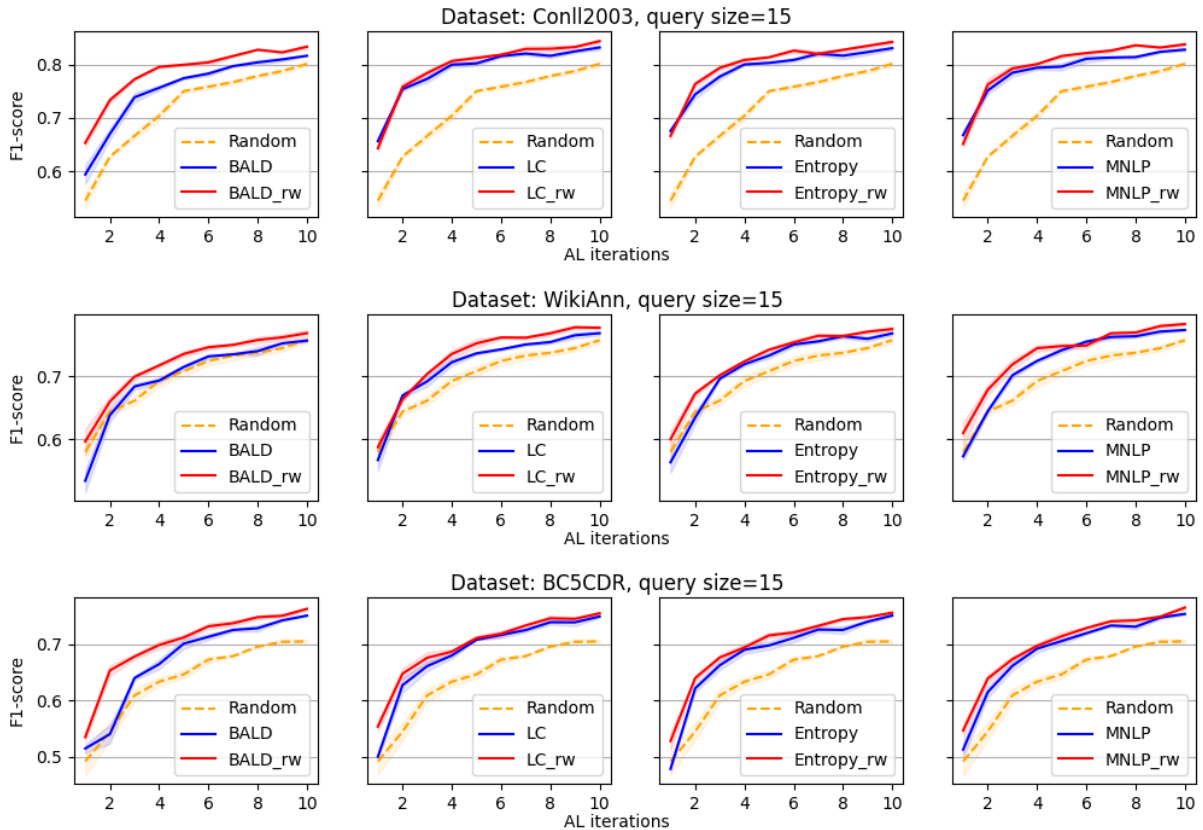 Dataset: Conll2003, query size=15
F1-score
0.8
0.7
0.6
Random
BALD
BALD_rw
2 4 6 8 10
Random
LC
LC_rw
2 4 6 8 10
Random
Entropy
Entropy_rw
2 4 6 8 10
Random
MNLP
MNLP_rw
2 4 6 8 10
AL iterations
Dataset: WikiAnn, query size=15
F1-score
0.7
0.6
Random
BALD
BALD_rw
2 4 6 8 10
Random
LC
LC_rw
2 4 6 8 10
Random
Entropy
Entropy_rw
2 4 6 8 10
Random
MNLP
MNLP_rw
2 4 6 8 10
AL iterations
Dataset: BC5CDR, query size=15
F1-score
0.7
0.6
0.5
Random
BALD
BALD_rw
2 4 6 8 10
Random
LC
LC_rw
2 4 6 8 10
Random
Entropy
Entropy_rw
2 4 6 8 10
Random
MNLP
MNLP_rw
2 4 6 8 10
AL iterations